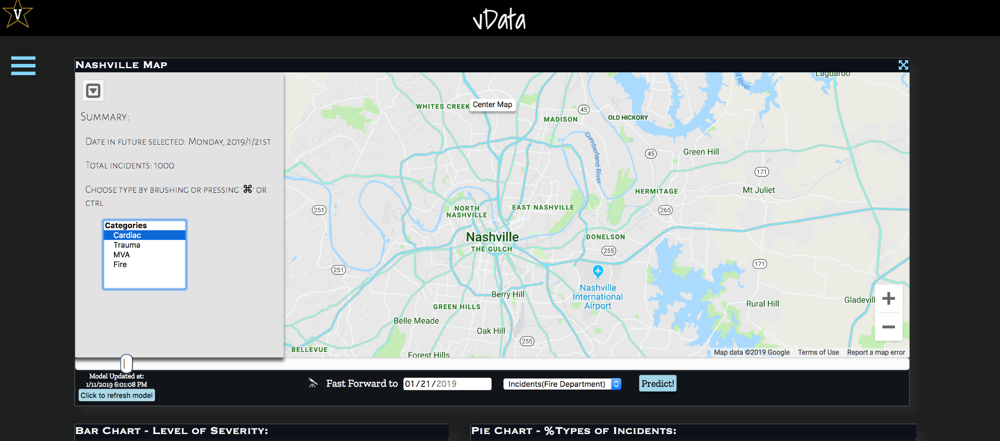 V
vData
Nashville Map
Summary:
Date in future selected: Monday, 2019/1/21st
Total incidents: 1000
Choose type by brushing or pressing '⌘' or
ctrl
Categories
Cardiac
Trauma
MVA
Fire
Laguardo
d River
WHITES CREEK
Center Map
45
MADISON
OLD HICKORY
Cumberland River
45
Green Hill
171
Mt Juliet
HERMITAGE
251
NORTH
NASHVILLE
EAST NASHVILLE
265
Nashville
THE GULCH
DONELSON
255
251
171
Nashville
International
Airport
Berry Hill
GREEN HILLS
Rural Hill
Gladevill
Belle Meade
Oak Hill
255
BELLEVUE
Forest Hills
Map data ©2019 Google
Terms of Use
Report a map error
Model Updated at:
1/11/2019 6:01:08 PM
Click to refresh model
Fast Forward to 01/21/2019
Incidents(Fire Department)
Predict!
Bar Chart - Level of Severity:
Pie Chart - %Types of Incidents: